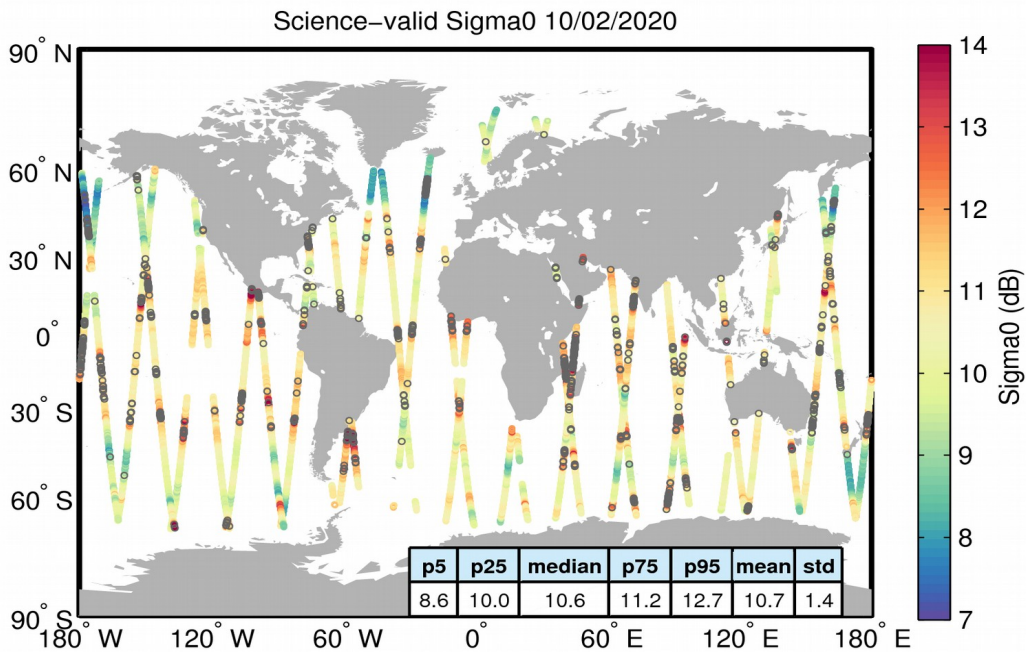 Science−valid Sigma0 10/02/2020
90° N
60° N
30° N
0°
30° S
60° S
90° S
180° W
120° W
60° W
0°
60° E
120° E
180° E
14
13
12
11
10
9
8
7
Sigma0 (dB)
p5 p25 median p75 p95 mean std
8.6 10.0 10.6 11.2 12.7 10.7 1.4